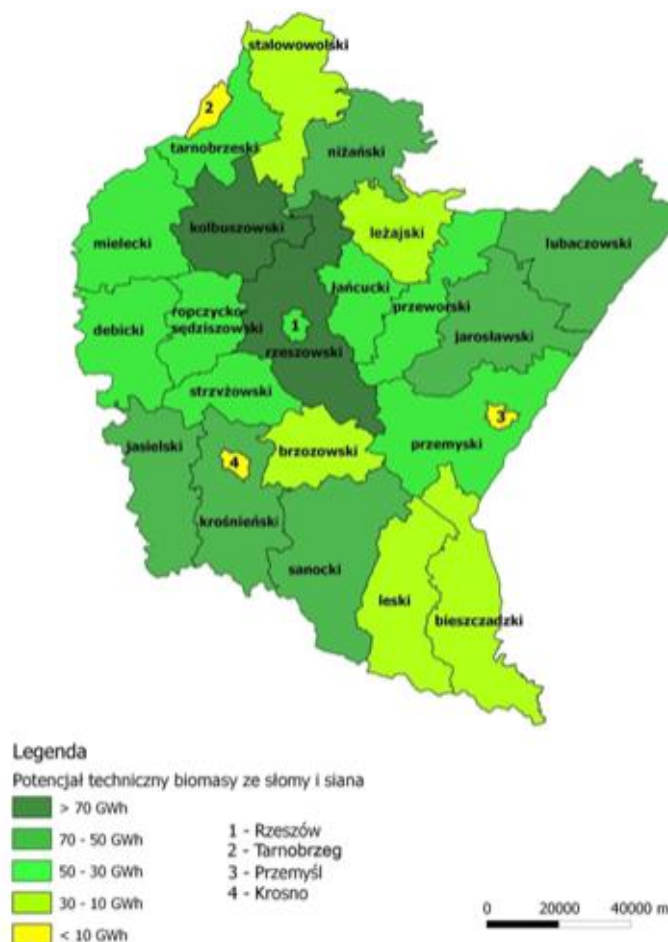 stalowowolski
2
tarnobrzeski
niżański
kolbuszowski
mielecki
leżajski
lubaczowski
łańcucki
ropczycko-
sędziszowski
przeworski
debicki
1
jarosławski
rzeszowski
strzyżowski
3
jasielski
brzozowski
przemyski
4
krośnieński
sanocki
leski
bieszczadzki
Legenda
Potencjał techniczny biomasy ze słomy i siana
> 70 GWh
70 - 50 GWh
50 - 30 GWh
30 - 10 GWh
< 10 GWh
1 - Rzeszów
2 - Tarnobrzeg
3 - Przemyśl
4 - Krosno
0 20000 40000 m